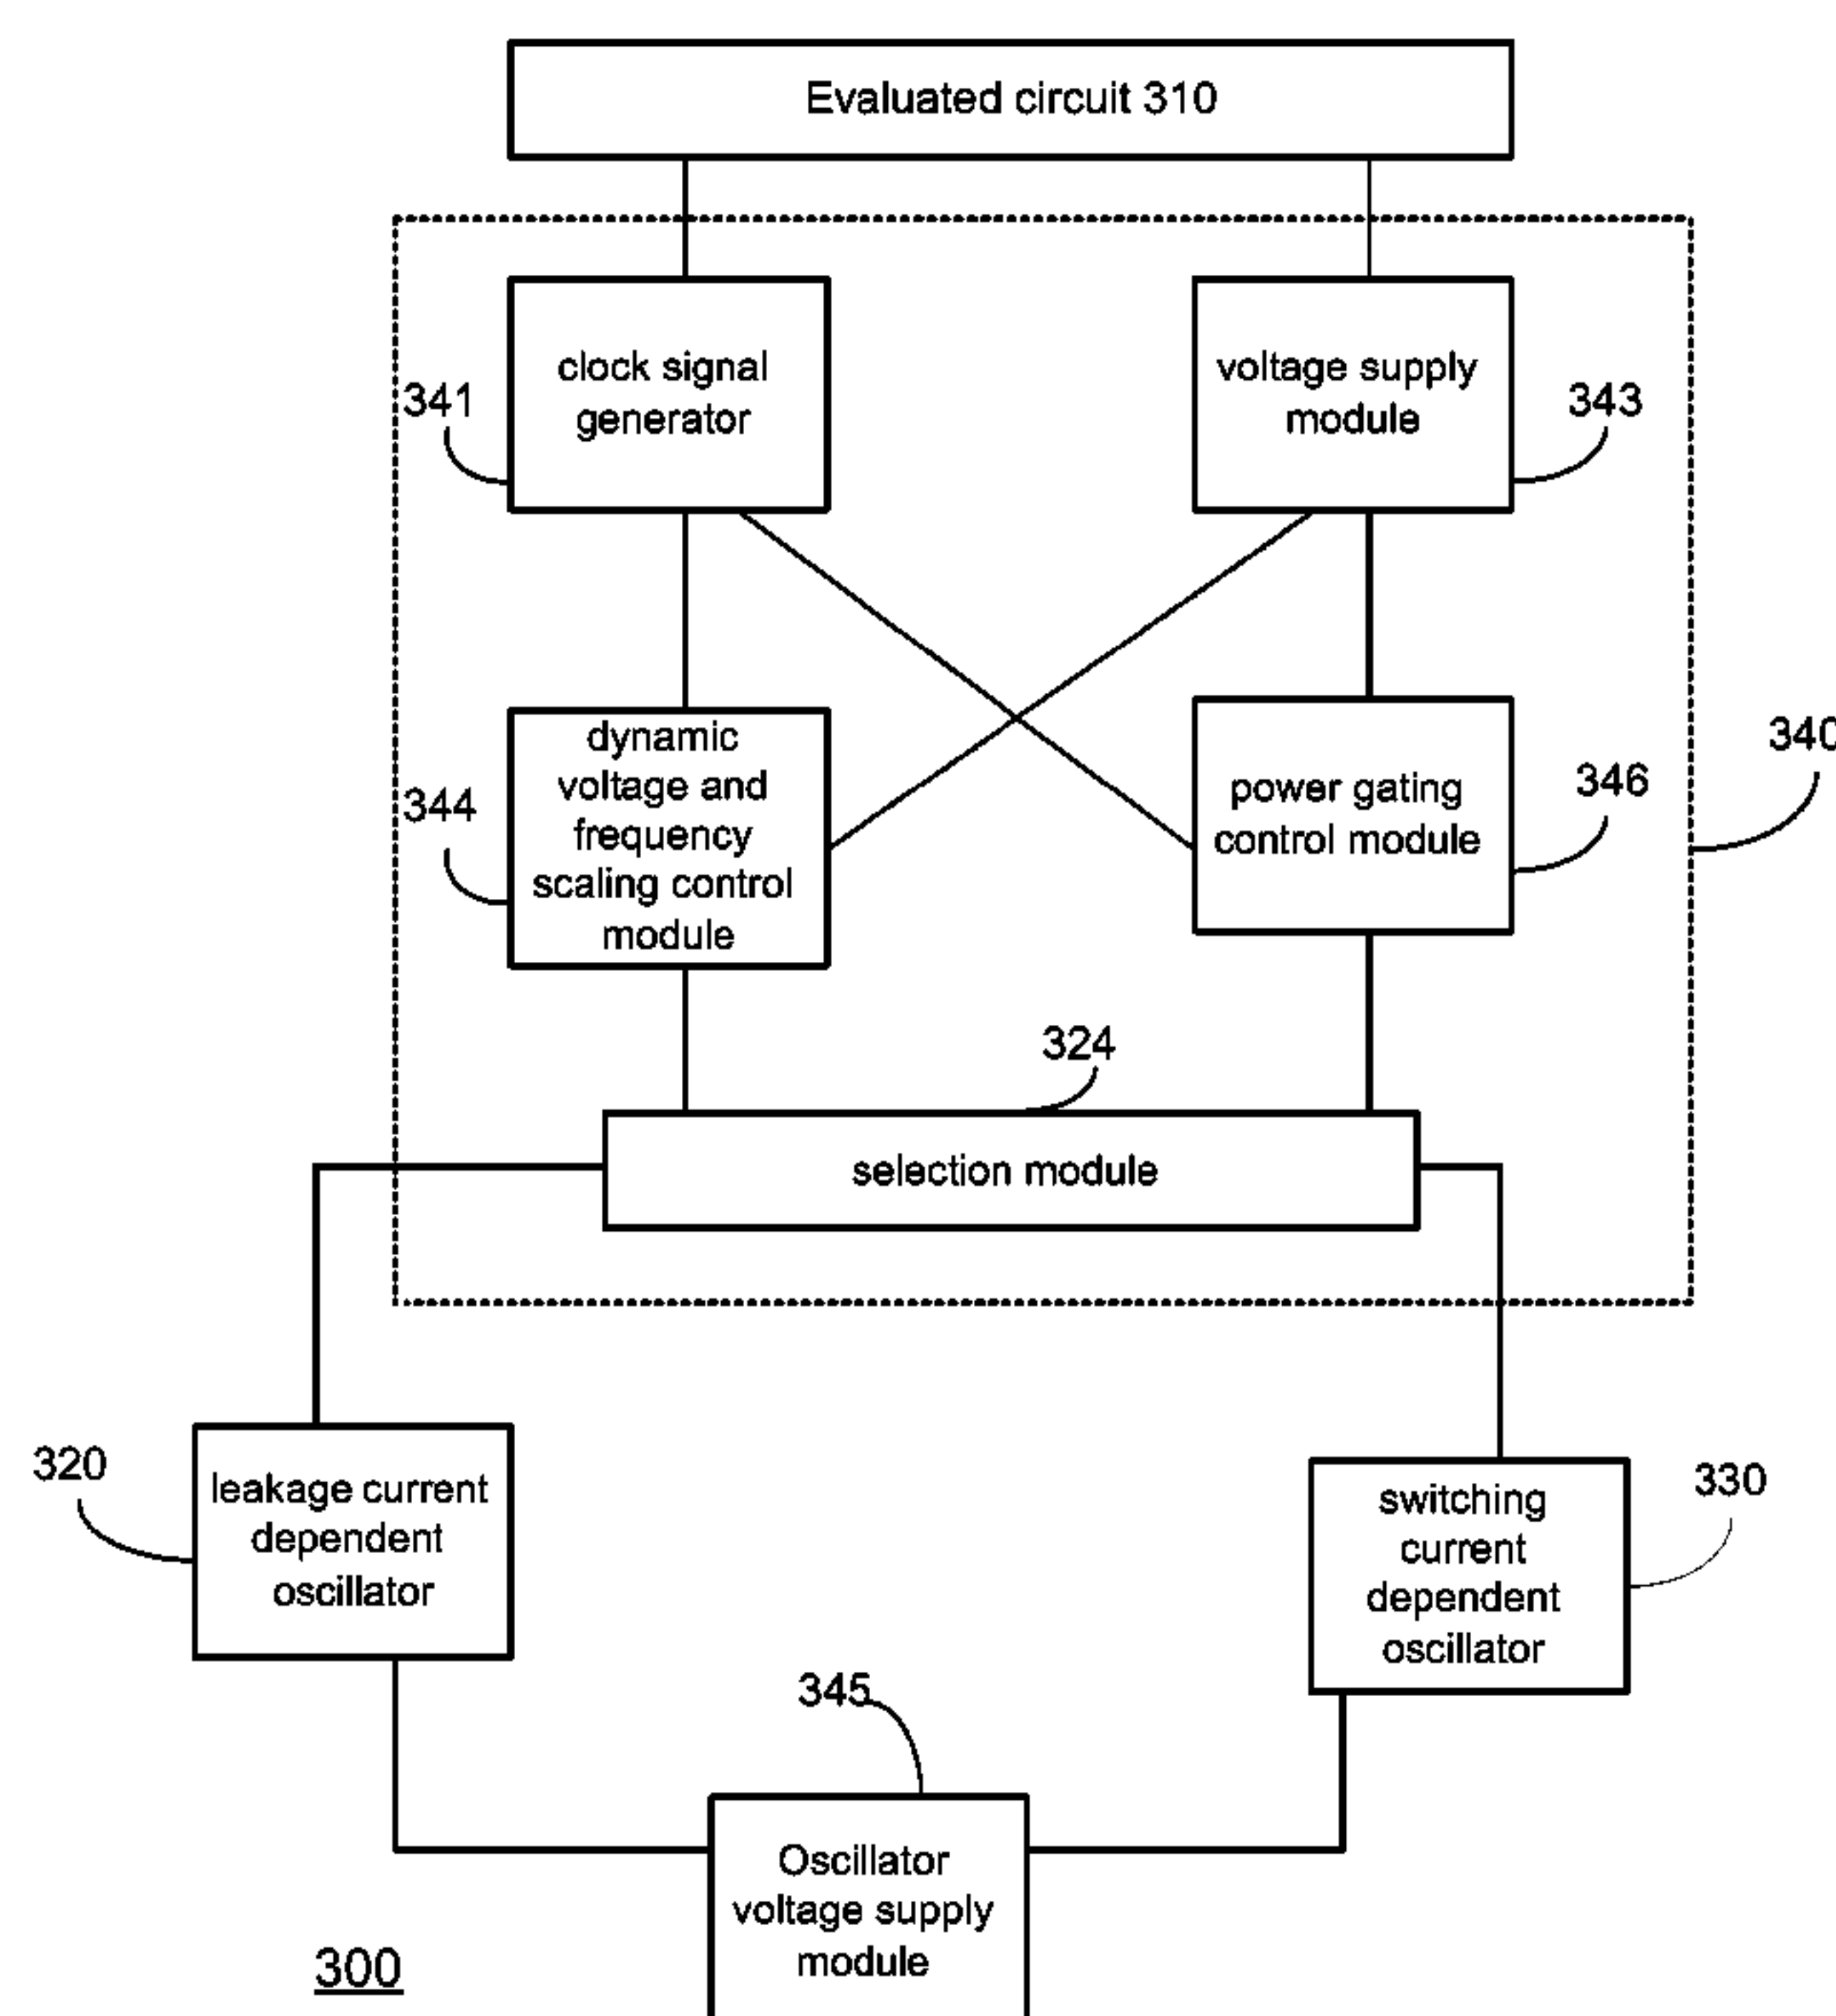 Evaluated circuit 310
clock signal
generator
341
voltage supply
module
343
dynamic
voltage and
frequency
scaling control
module
344
power gating
control module
346
340
324
selection module
320
leakage current
dependent
oscillator
switching
current
dependent
oscillator
330
345
Oscillator
voltage supply
module
300